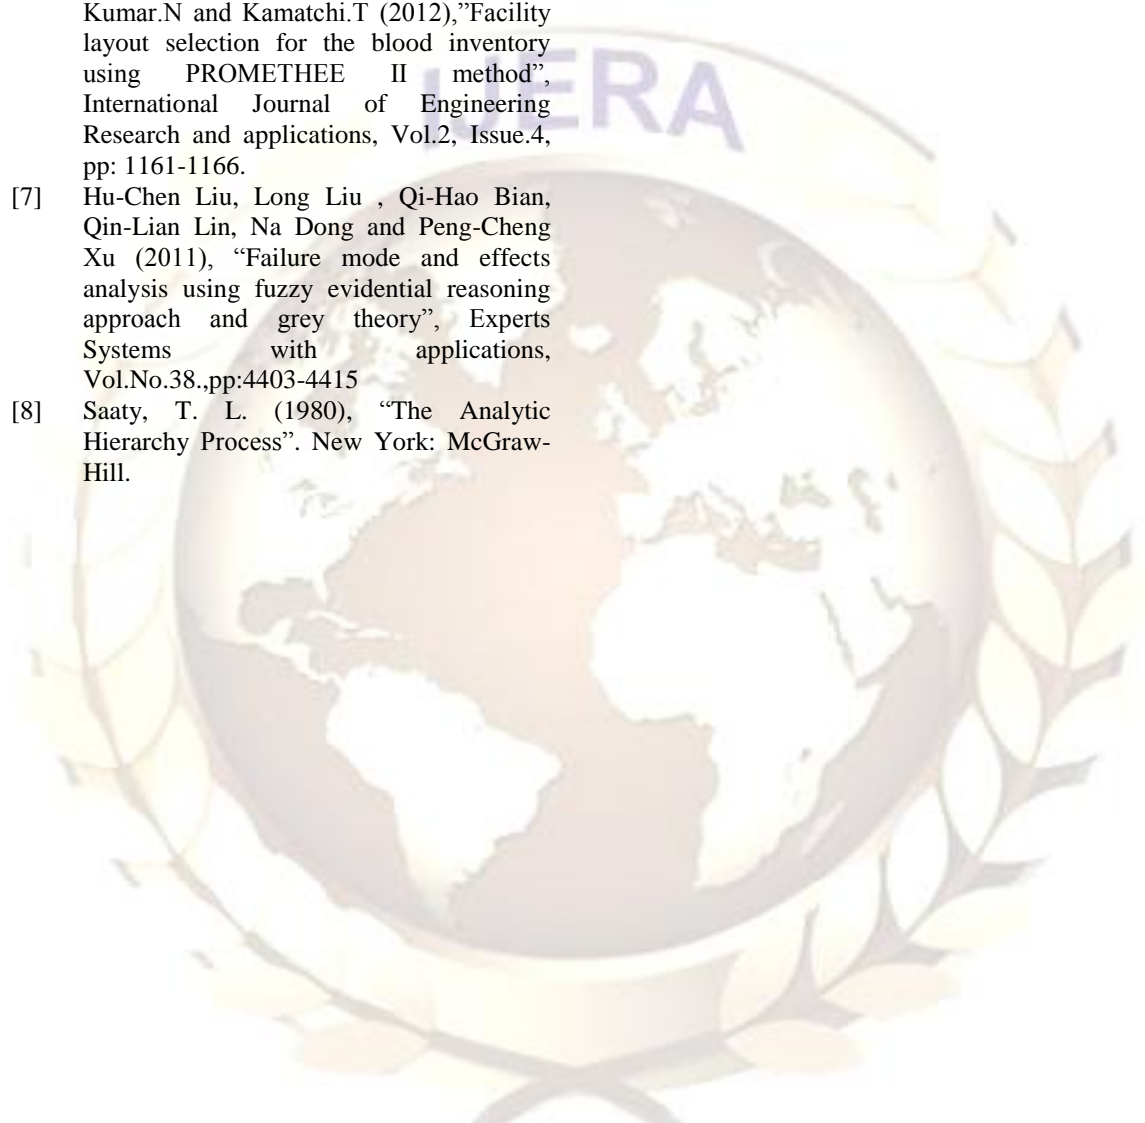 Kumar.N and Kamatchi.T (2012),”Facility
layout selection for the blood inventory
using PROMETHEE II method”,
International Journal of Engineering
Research and applications, Vol.2, Issue.4,
pp: 1161-1166.
[7] Hu-Chen Liu, Long Liu , Qi-Hao Bian,
Qin-Lian Lin, Na Dong and Peng-Cheng
Xu (2011), “Failure mode and effects
analysis using fuzzy evidential reasoning
approach and grey theory”, Experts
Systems with applications,
Vol.No.38.,pp:4403-4415
[8] Saaty, T. L. (1980), “The Analytic
Hierarchy Process”. New York: McGraw-
Hill.
IJERA